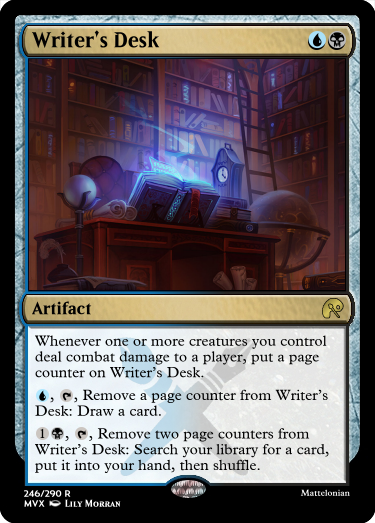 Writer's Desk
Artifact
Whenever one or more creatures you control
deal combat damage to a player, put a page
counter on Writer's Desk.
, , Remove a page counter from Writer's
Desk: Draw a card.
1 , , Remove two page counters from
Writer's Desk: Search your library for a card,
put it into your hand, then shuffle.
246/290 R
Mattelonian
MVX Lily Morran